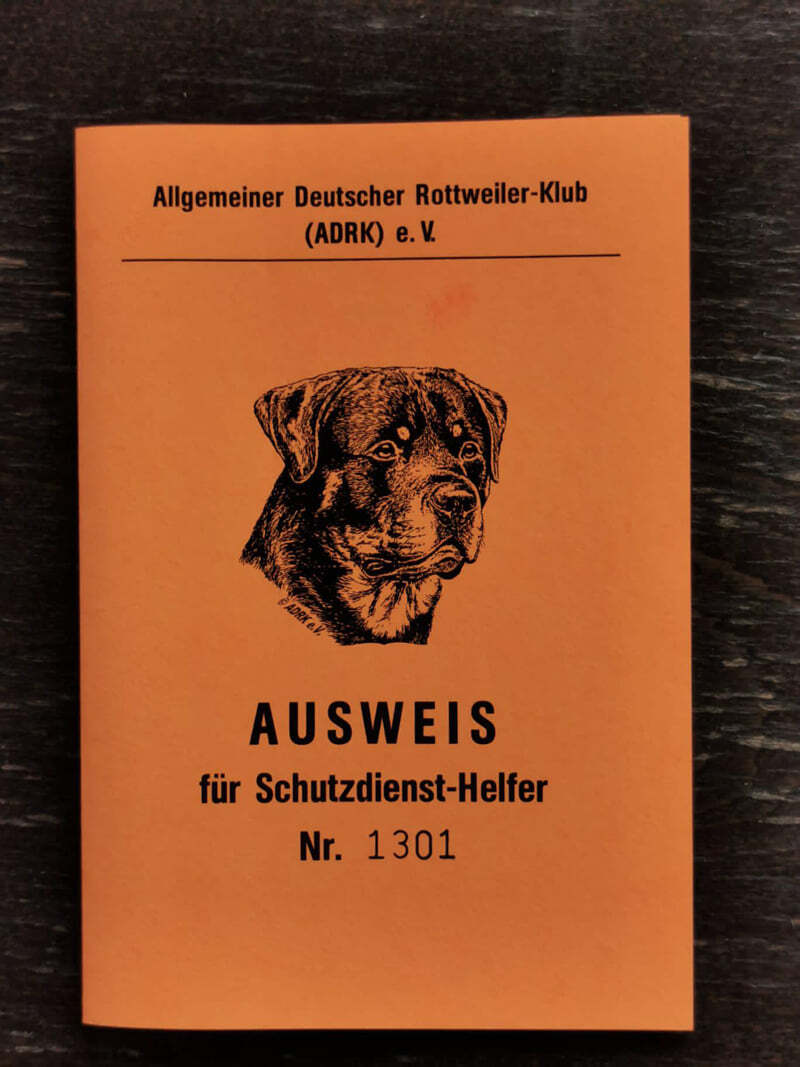 Allgemeiner Deutscher Rottweiler-Klub
(ADRK) e. V.
© ADRK e.V.
AUSWEIS
für Schutzdienst-Helfer
Nr. 1301